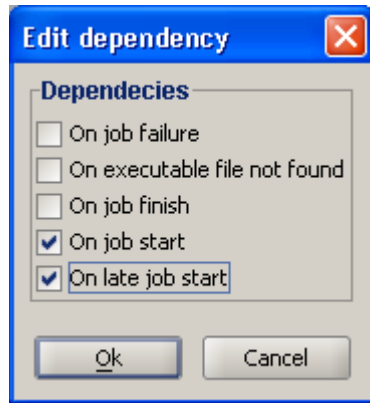 Edit dependency
Dependecies
On job failure
On executable file not found
On job finish
On job start
On late job start
Ok
Cancel